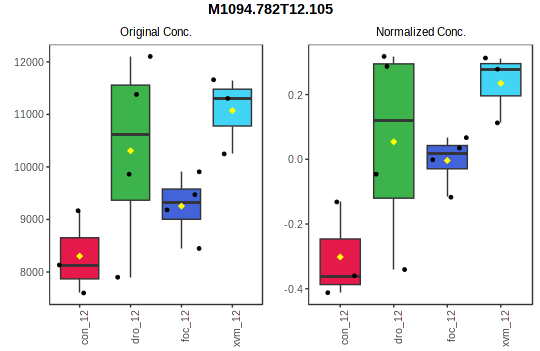 M1094.782T12.105
Original Conc.
Normalized Conc.
12000
11000
10000
9000
8000
0.2
0.0
-0.2
-0.4
con_12
dro_12
foc_12
xvm_12
con_12
dro_12
foc_12
xvm_12